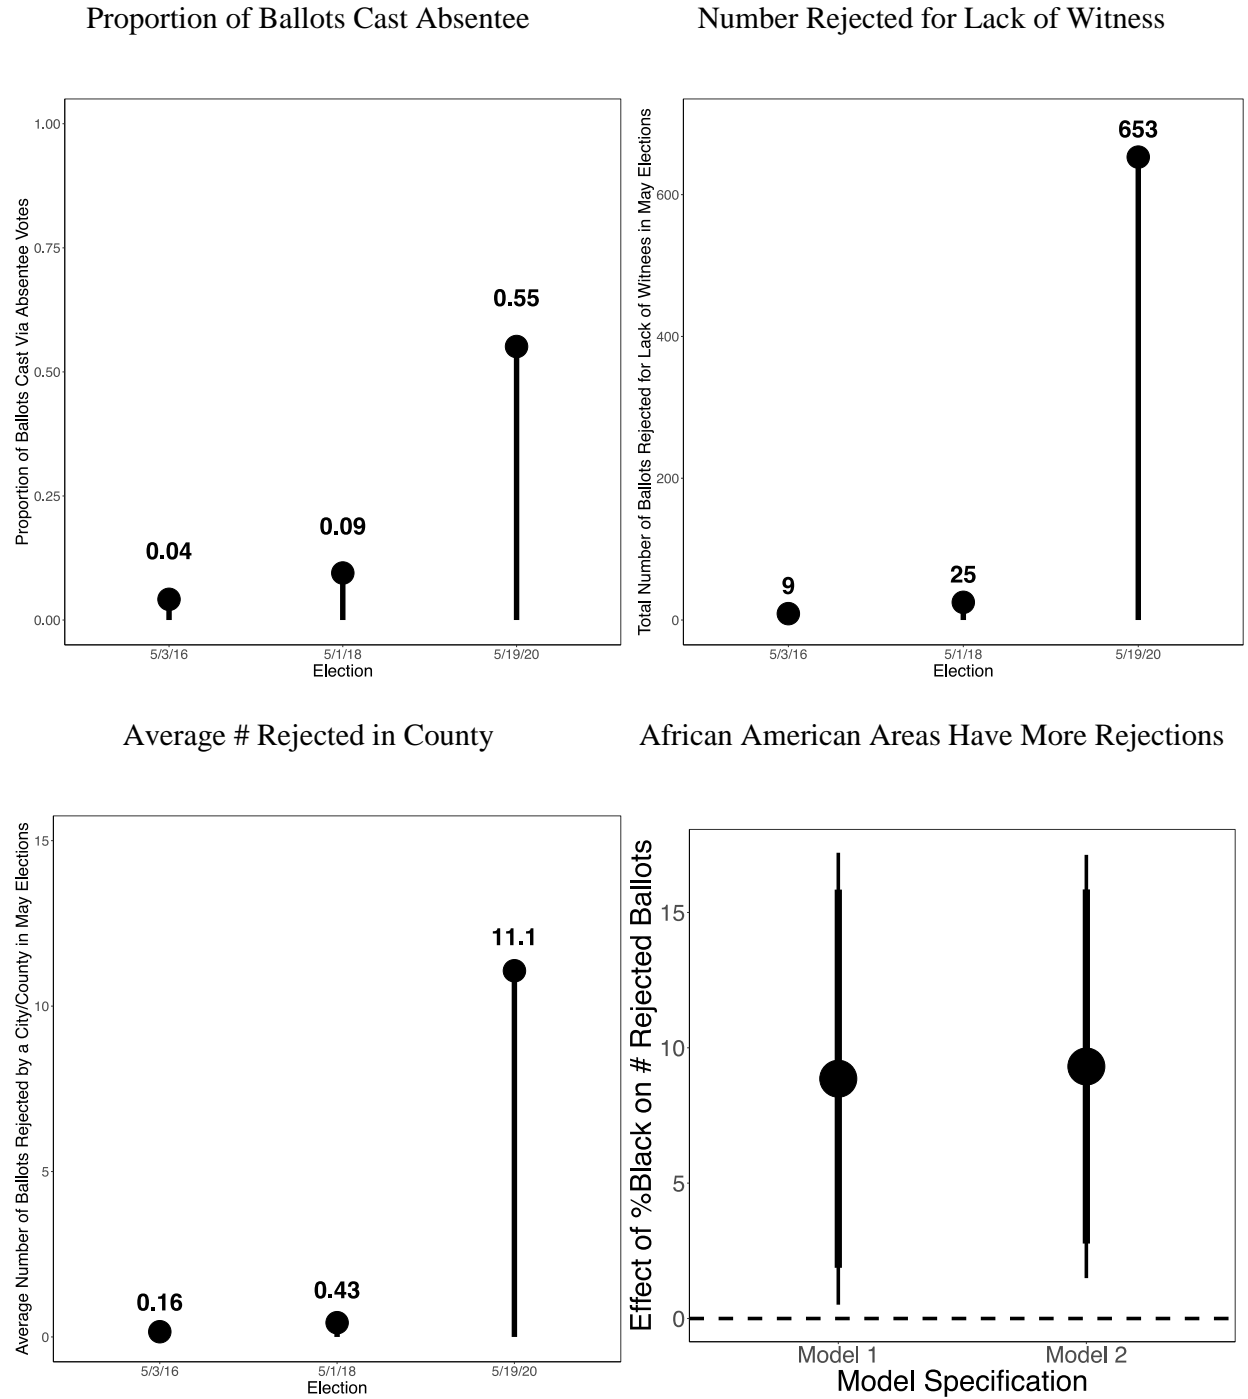 Proportion of Ballots Cast Absentee
Number Rejected for Lack of Witness
Proportion of Ballots Cast Via Absentee Votes
1.00
0.75
0.50
0.25
0.00
0.04
0.09
0.55
5/3/16
5/1/18
5/19/20
Election
Total Number of Ballots Rejected for Lack of Witnees in May Elections
600
400
200
0
9
25
653
5/3/16
5/1/18
5/19/20
Election
Average # Rejected in County
African American Areas Have More Rejections
Average Number of Ballots Rejected by a City/County in May Elections
15
10
5
0
0.16
0.43
11.1
5/3/16
5/1/18
5/19/20
Election
Effect of %Black on # Rejected Ballots
15
10
5
0
Model 1
Model 2
Model Specification